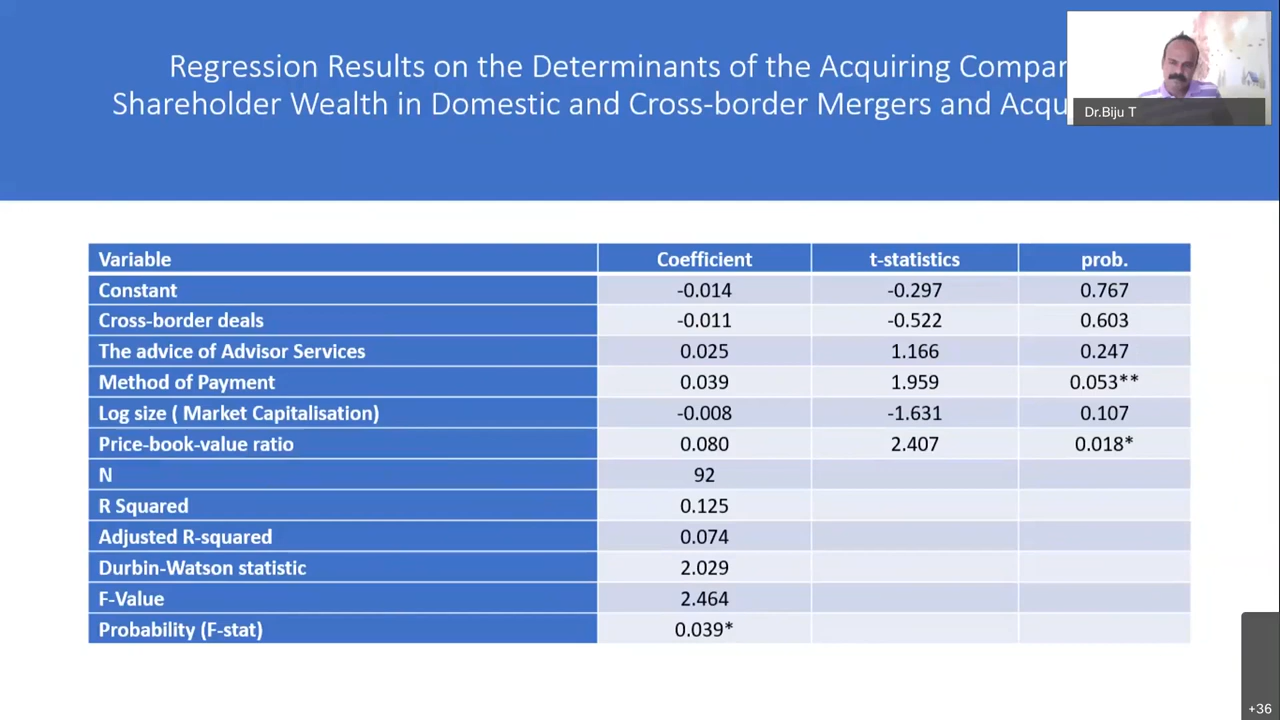 Regression Results on the Determinants of the Acquiring
Shareholder Wealth in Domestic and Cross-border Mergers and
Dr.Biju T
Variable Coefficient t-statistics prob.
Constant -0.014 -0.297 0.767
Cross-border deals -0.011 -0.522 0.603
The advice of Advisor Services 0.025 1.166 0.247
Method of Payment 0.039 1.959 0.053**
Log size ( Market Capitalisation) -0.008 -1.631 0.107
Price-book-value ratio 0.080 2.407 0.018*
N 92
R Squared 0.125
Adjusted R-squared 0.074
Durbin-Watson statistic 2.029
F-Value 2.464
Probability (F-stat) 0.039*
+36